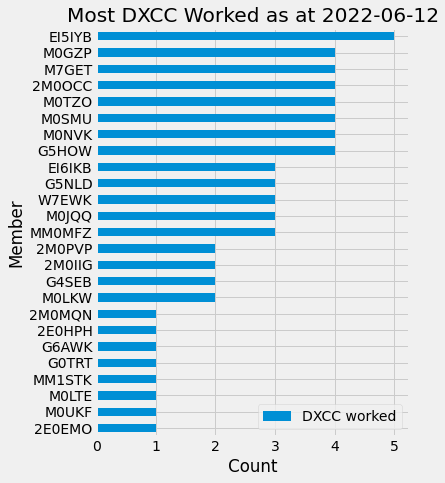 Most DXCC Worked as at 2022-06-12
EI5IYB
M0GZP
M7GET
2M0OCC
M0TZO
M0SMU
M0NVK
G5HOW
EI6IKB
G5NLD
W7EWK
M0JQQ
MM0MFZ
2M0PVP
2M0IIG
G4SEB
M0LKW
2M0MQN
2E0HPH
G6AWK
G0TRT
MM1STK
M0LTE
M0UKF
2E0EMO
Member
DXCC worked
0 1 2 3 4 5
Count